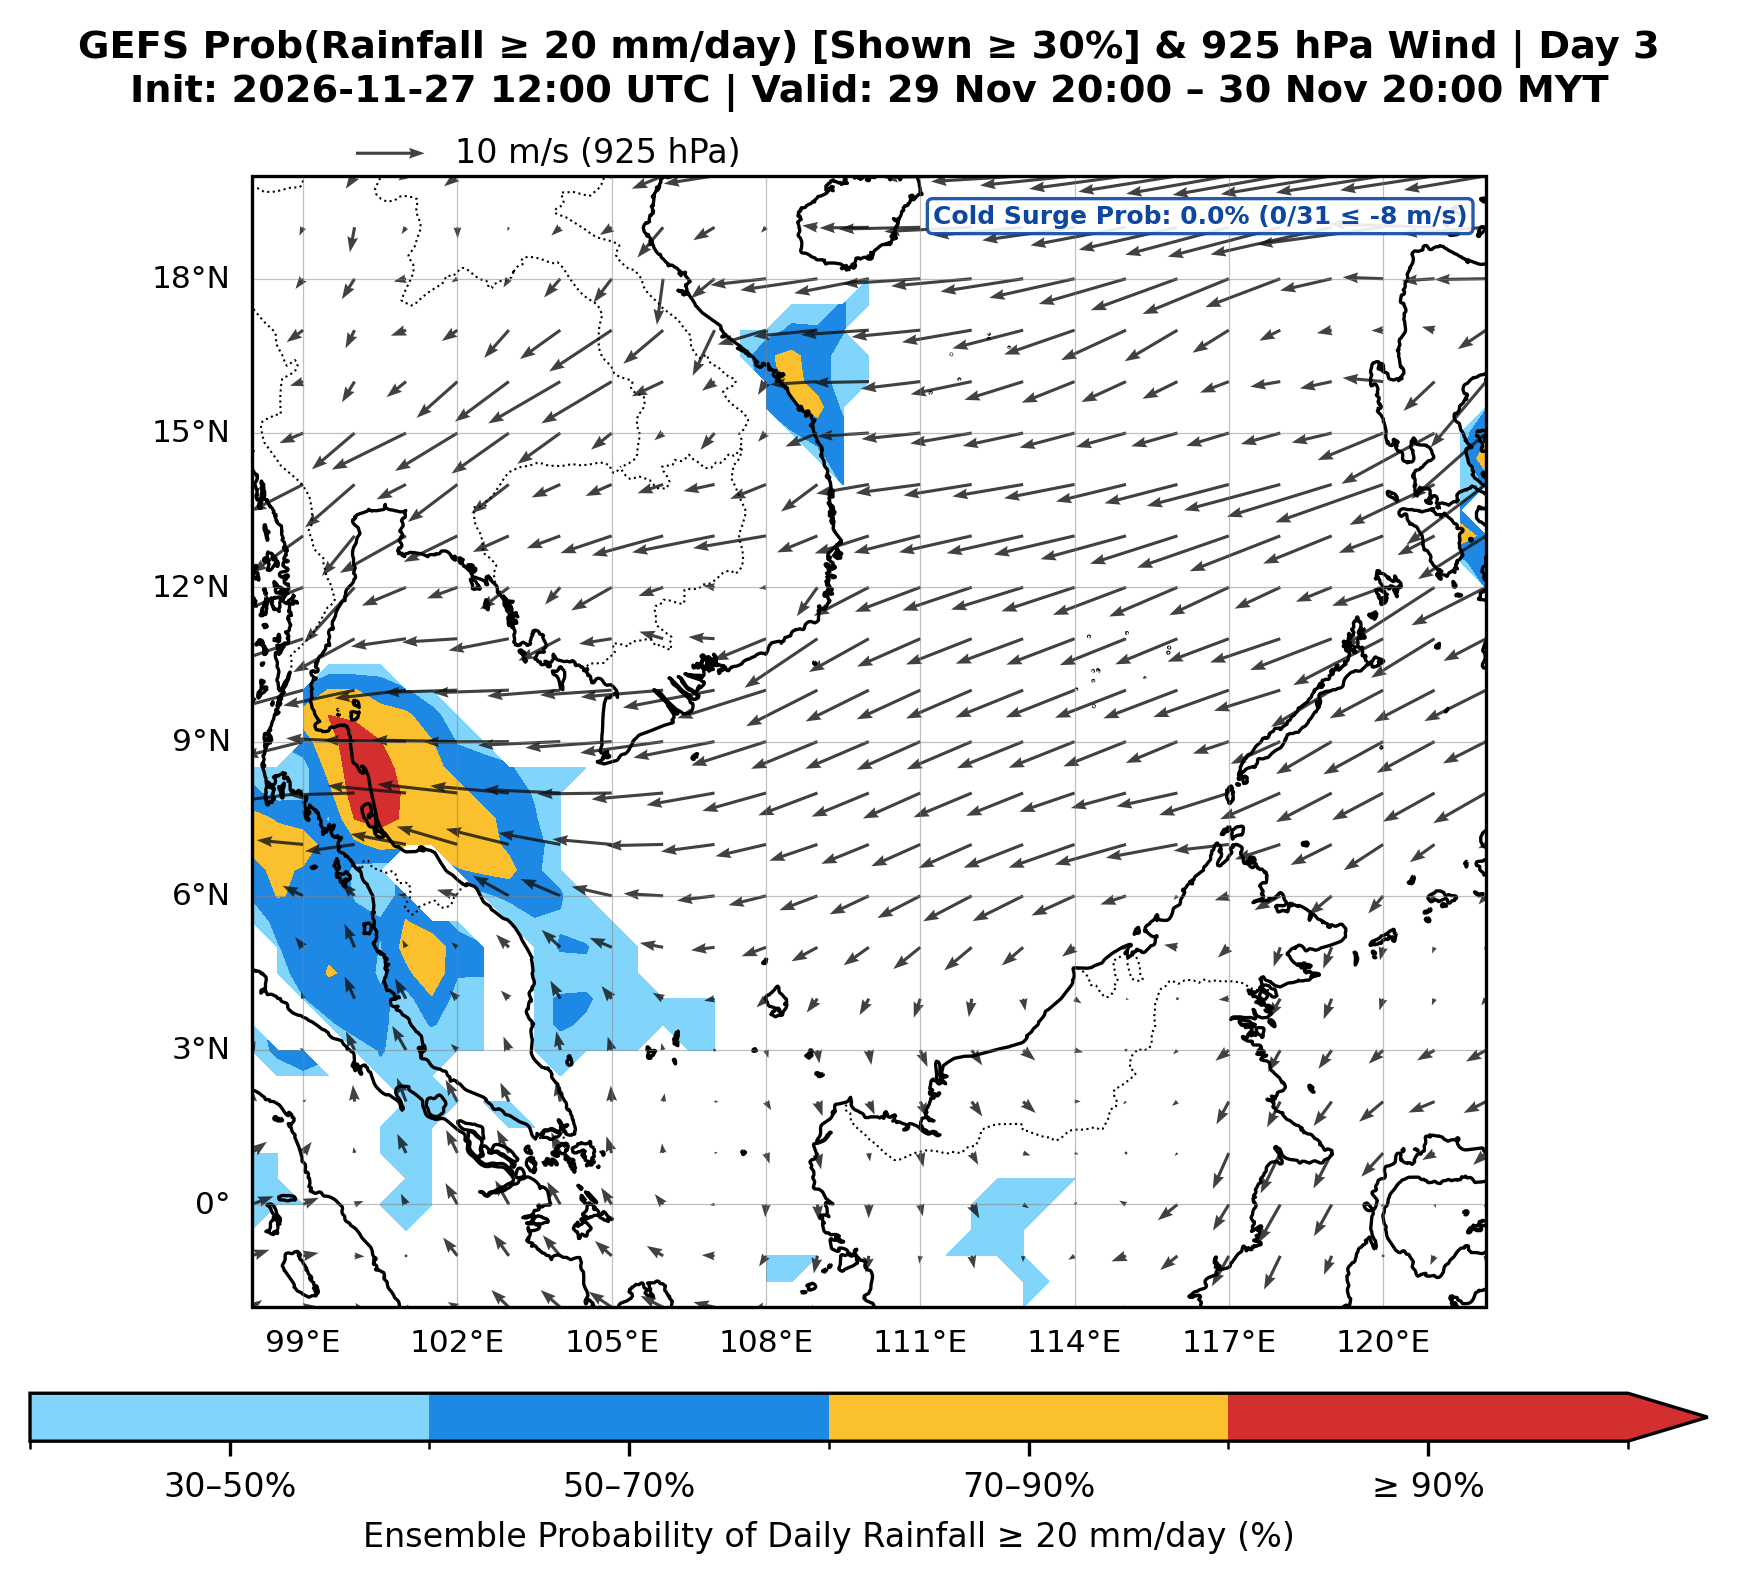 GEFS Prob(Rainfall ≥ 20 mm/day) [Shown ≥ 30%] & 925 hPa Wind | Day 3
Init: 2026-11-27 12:00 UTC | Valid: 29 Nov 20:00 – 30 Nov 20:00 MYT
10 m/s (925 hPa)
Cold Surge Prob: 0.0% (0/31 ≤ -8 m/s)
18°N
15°N
12°N
9°N
6°N
3°N
0°
99°E 102°E 105°E 108°E 111°E 114°E 117°E 120°E
30–50% 50–70% 70–90% ≥ 90%
Ensemble Probability of Daily Rainfall ≥ 20 mm/day (%)